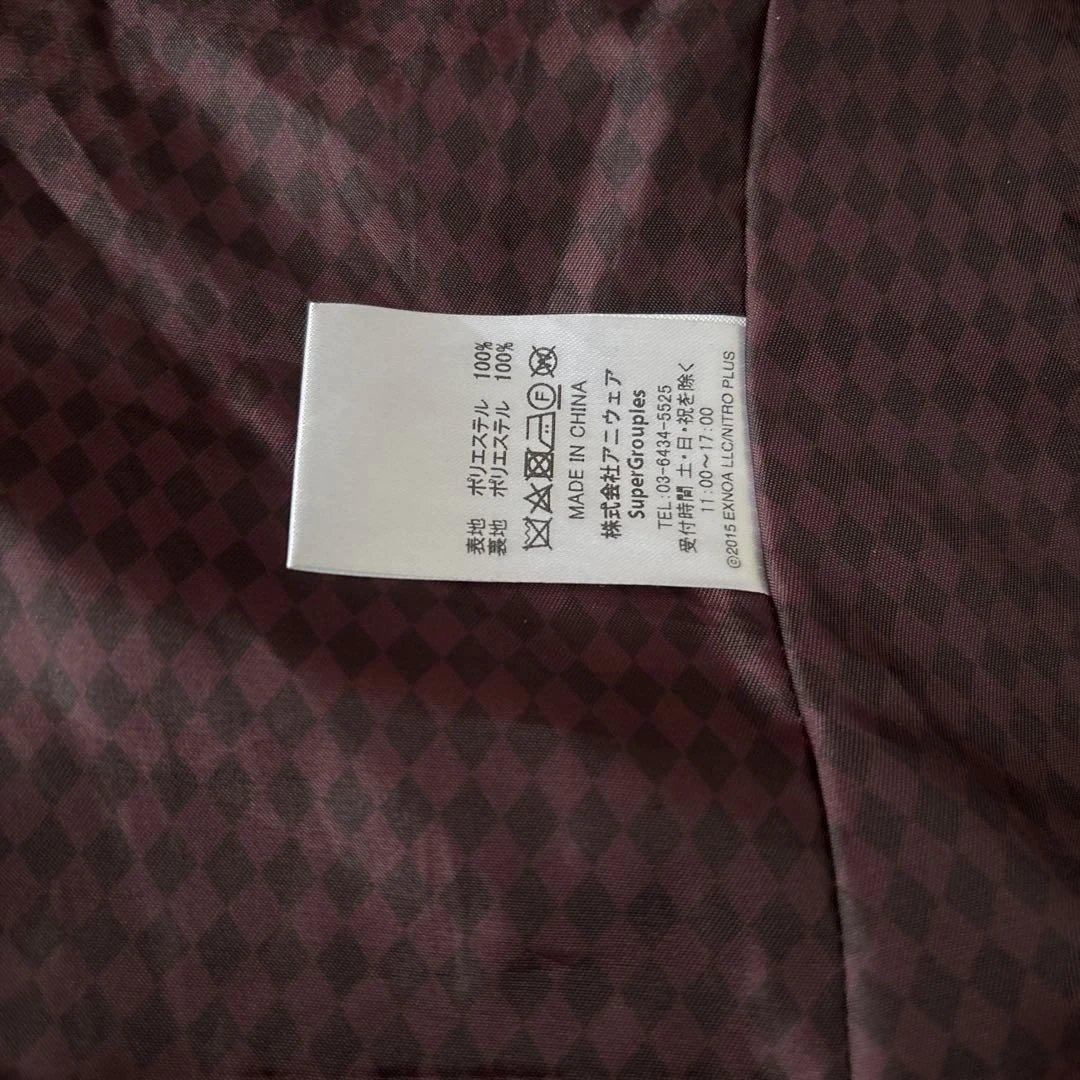 表地 ポリエステル 100%
裏地 ポリエステル 100%
F W
MADE IN CHINA
株式会社アニウェア
SuperGrouples
TEL:03-6434-5525
受付時間 土・日・祝を除く
11:00～17:00
©2015 EXNOA LLC/NITRO PLUS